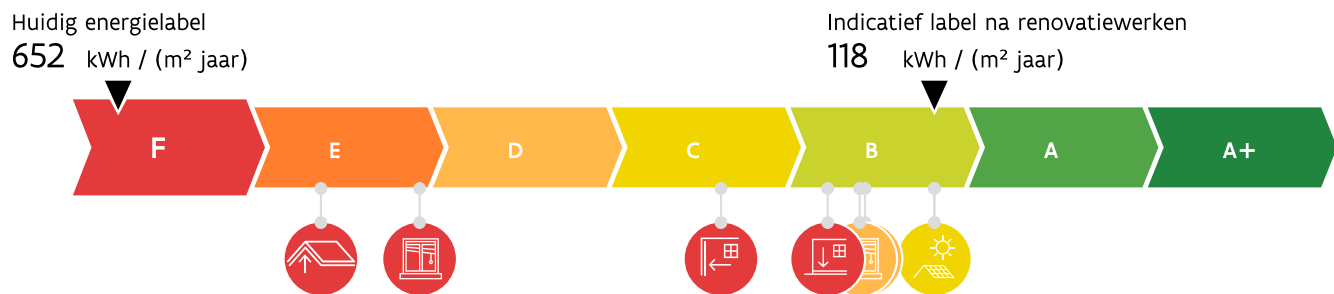 Huidig energielabel
652 kWh / (m² jaar)
Indicatief label na renovatiewerken
118 kWh / (m² jaar)
F E D C B A A+